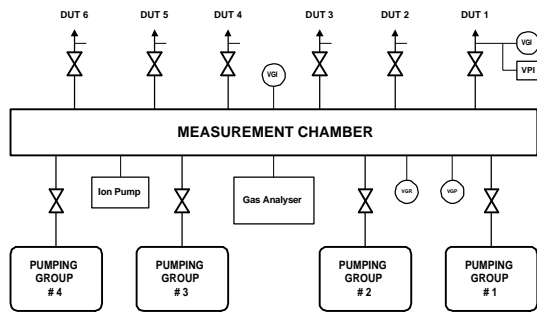 DUT 6 DUT 5 DUT 4 DUT 3 DUT 2 DUT 1
VGI
VGI
VPI
MEASUREMENT CHAMBER
Ion Pump
Gas Analyser
VGR
VGP
PUMPING
GROUP
# 4
PUMPING
GROUP
# 3
PUMPING
GROUP
# 2
PUMPING
GROUP
# 1